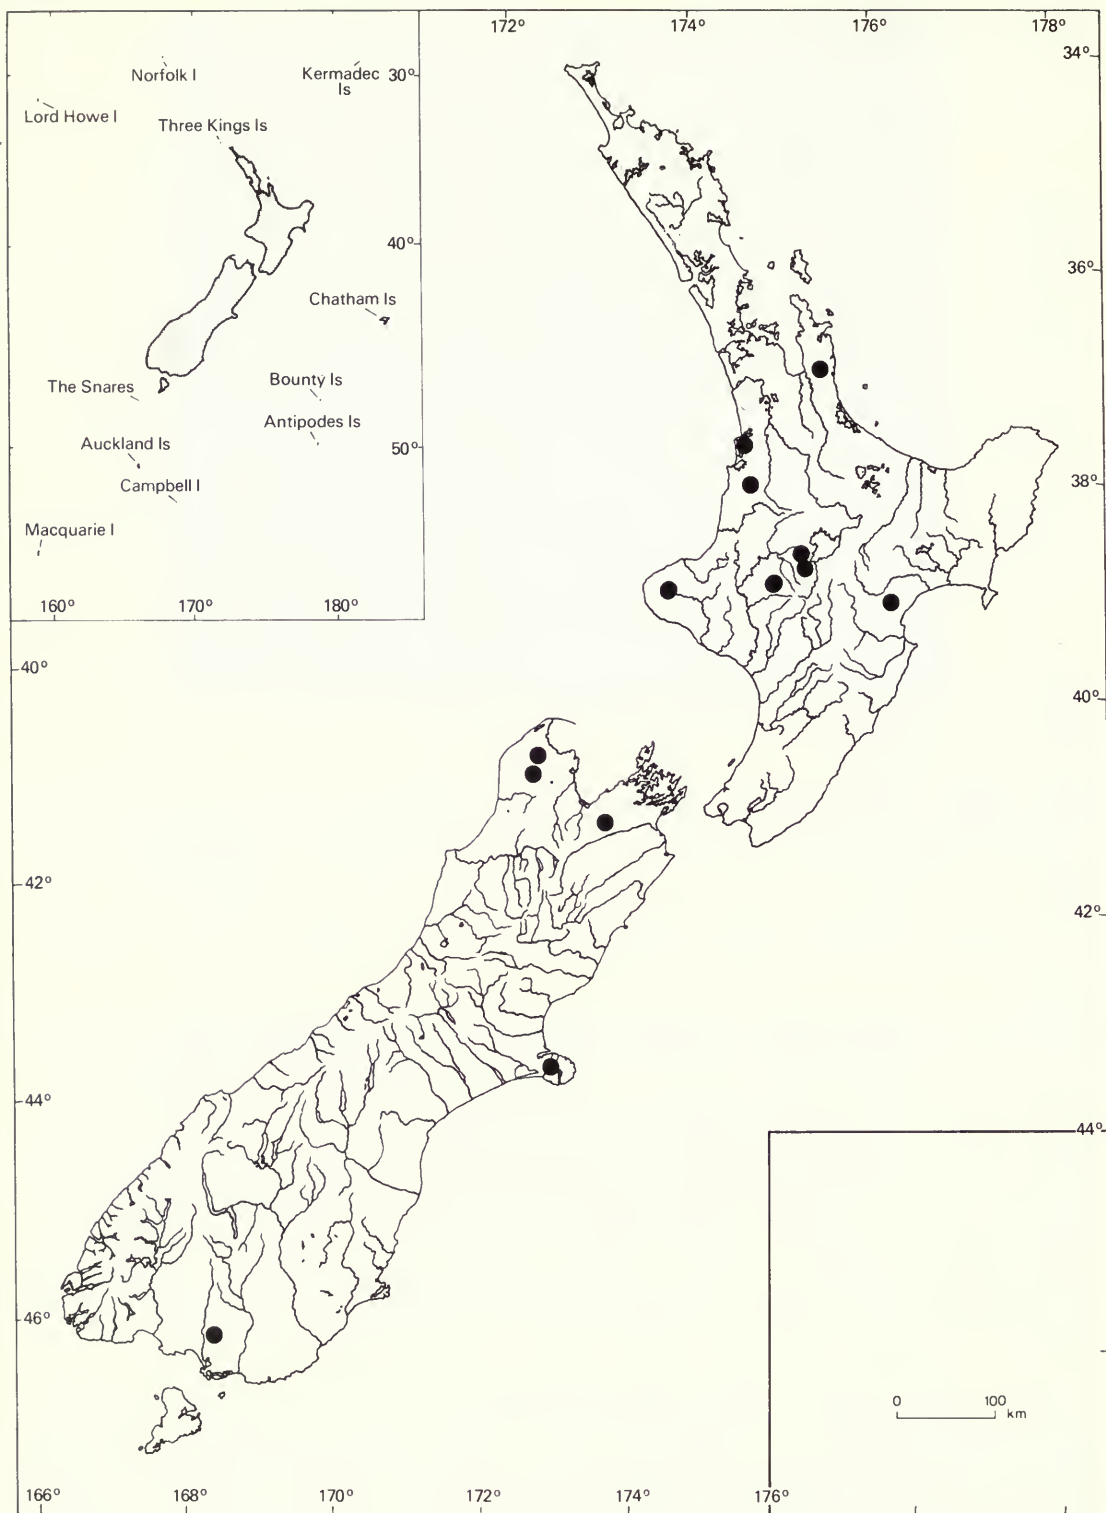 172° 174° 176° 178°
34°
36°
38°
40°
42°
44°
Norfolk I
Kermadec Is
30°
Lord Howe I
Three Kings Is
40°
Chatham Is
The Snares
Bounty Is
Antipodes Is
Auckland Is
50°
Campbell I
Macquarie I
160° 170° 180°
40°
42°
44°
46°
0 100
km
166° 168° 170° 172° 174° 176°